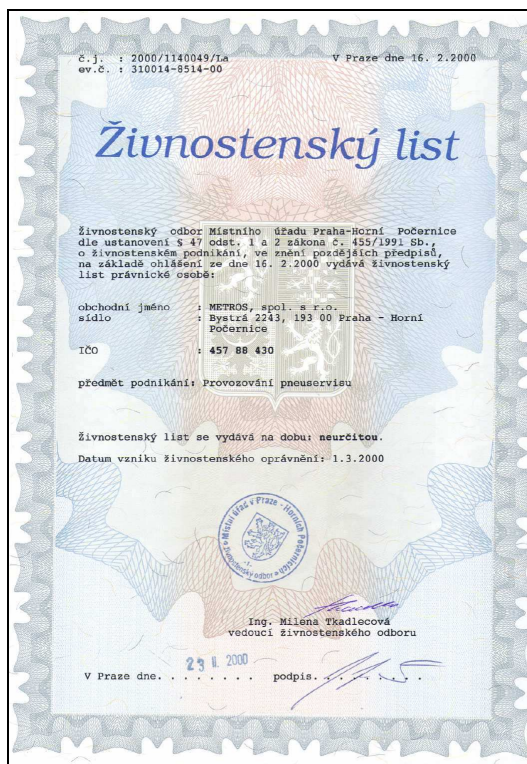 č.j. : 2000/1140049/La V Praze dne 16. 2.2000
ev.č. : 310014-8514-00
Živnostenský list
Živnostenský odbor Místního úřadu Praha-Horní Počernice
dle ustanovení § 47 odst. 1 a 2 zákona č. 455/1991 Sb.,
o živnostenském podnikání, ve znění pozdějších předpisů,
na základě ohlášení ze dne 16. 2.2000 vydává živnostenský
list právnické osobě:
obchodní jméno : METROS, spol. s r.o.
sídlo : Bystrá 2243, 193 00 Praha - Horní
Počernice
IČO : 457 88 430
předmět podnikání: Provozování pneuservisu
Živnostenský list se vydává na dobu: neurčitou.
Datum vzniku živnostenského oprávnění: 1.3.2000
Místní úřad v Praze - Horních Počernicích
živnostenský odbor
Ing. Milena Tkadlecová
vedoucí živnostenského odboru
23 II. 2000
V Praze dne. . . . . . . . podpis. . . . . . . . .